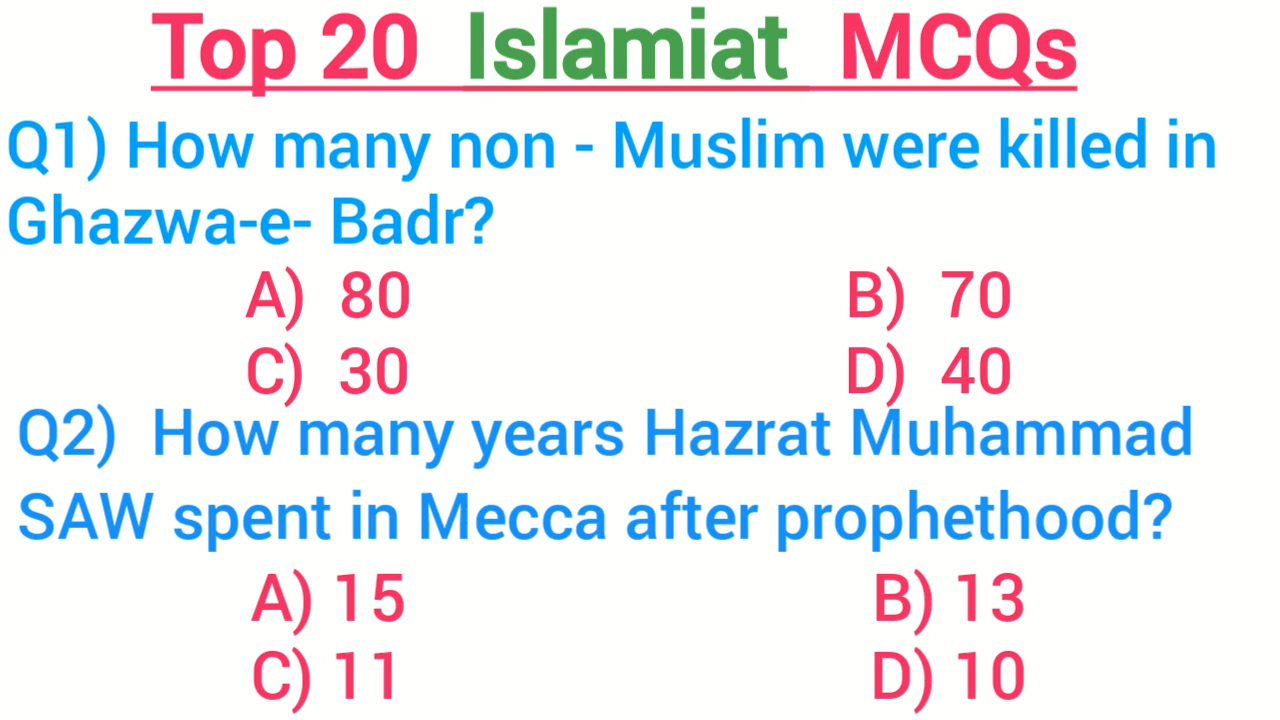 Top 20 Islamiat MCQs
Q1) How many non - Muslim were killed in
Ghazwa-e- Badr?
A) 80 B) 70
C) 30 D) 40
Q2) How many years Hazrat Muhammad
SAW spent in Mecca after prophethood?
A) 15 B) 13
C) 11 D) 10